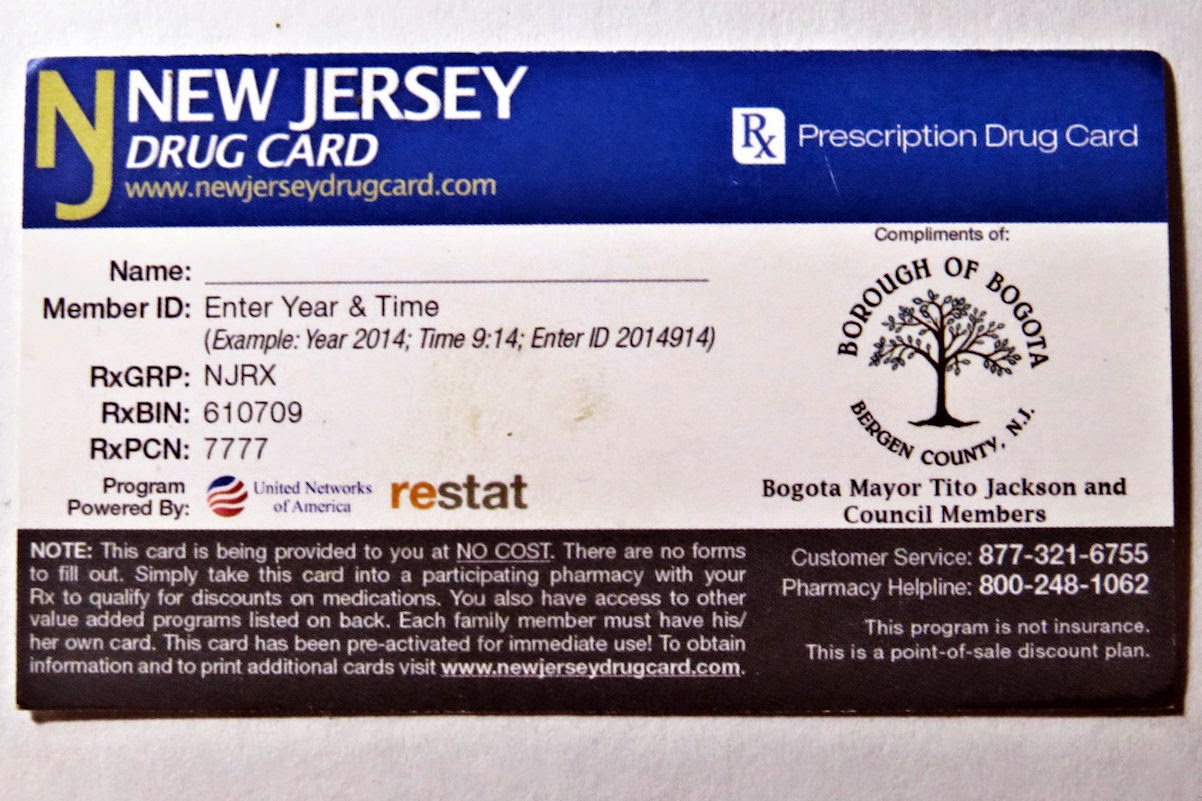 NJ NEW JERSEY
DRUG CARD
www.newjerseydrugcard.com
Rx Prescription Drug Card
Compliments of:
BOROUGH OF BOGOTA
BERGEN COUNTY, N.J.
Bogota Mayor Tito Jackson and
Council Members
Name:
Member ID: Enter Year & Time
(Example: Year 2014; Time 9:14; Enter ID 2014914)
RxGRP: NJRX
RxBIN: 610709
RxPCN: 7777
Program
Powered By:
United Networks
of America
restat
NOTE: This card is being provided to you at NO COST. There are no forms
to fill out. Simply take this card into a participating pharmacy with your
Rx to qualify for discounts on medications. You also have access to other
value added programs listed on back. Each family member must have his/
her own card. This card has been pre-activated for immediate use! To obtain
information and to print additional cards visit www.newjerseydrugcard.com.
Customer Service: 877-321-6755
Pharmacy Helpline: 800-248-1062
This program is not insurance.
This is a point-of-sale discount plan.